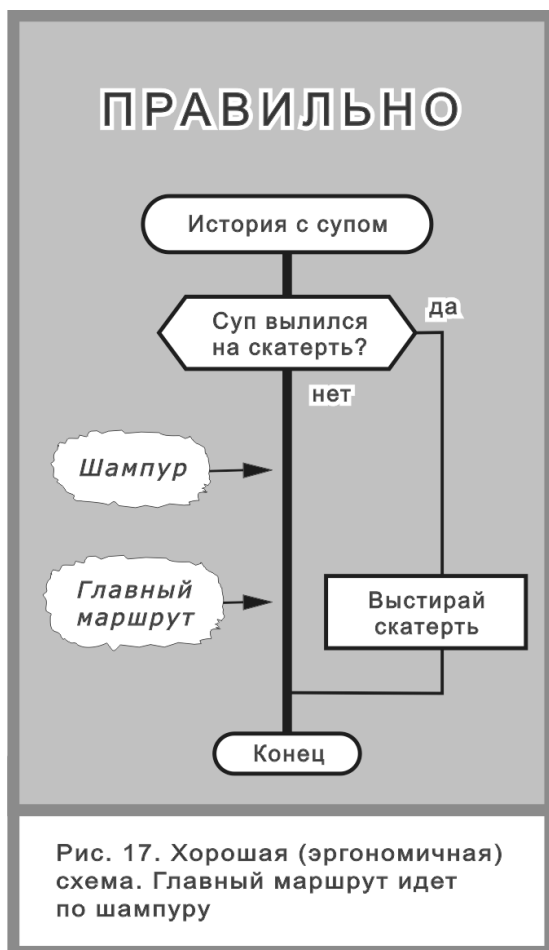 ПРАВИЛЬНО
История с супом
Суп вылился
на скатерть?
да
нет
Шампур
Главный
маршрут
Выстирай
скатерть
Конец
Рис. 17. Хорошая (эргономичная)
схема. Главный маршрут идет
по шампуру